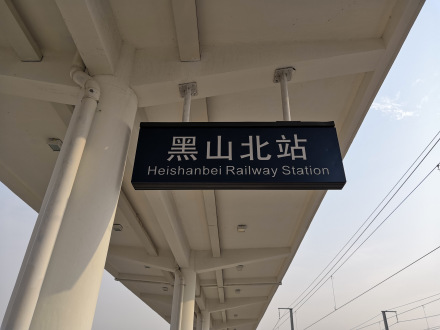 黑山北站
Heishanbei Railway Station